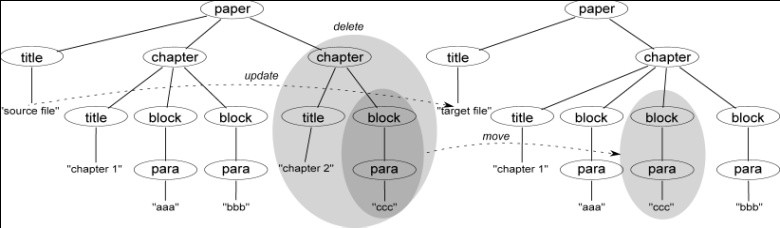 paper paper
delete
title chapter chapter title chapter
update
"source file" "target file"
title block block title block title block block block
move
"chapter 1" para para "chapter 2" para "chapter 1" para para para
"aaa" "bbb" "ccc" "aaa" "ccc" "bbb"